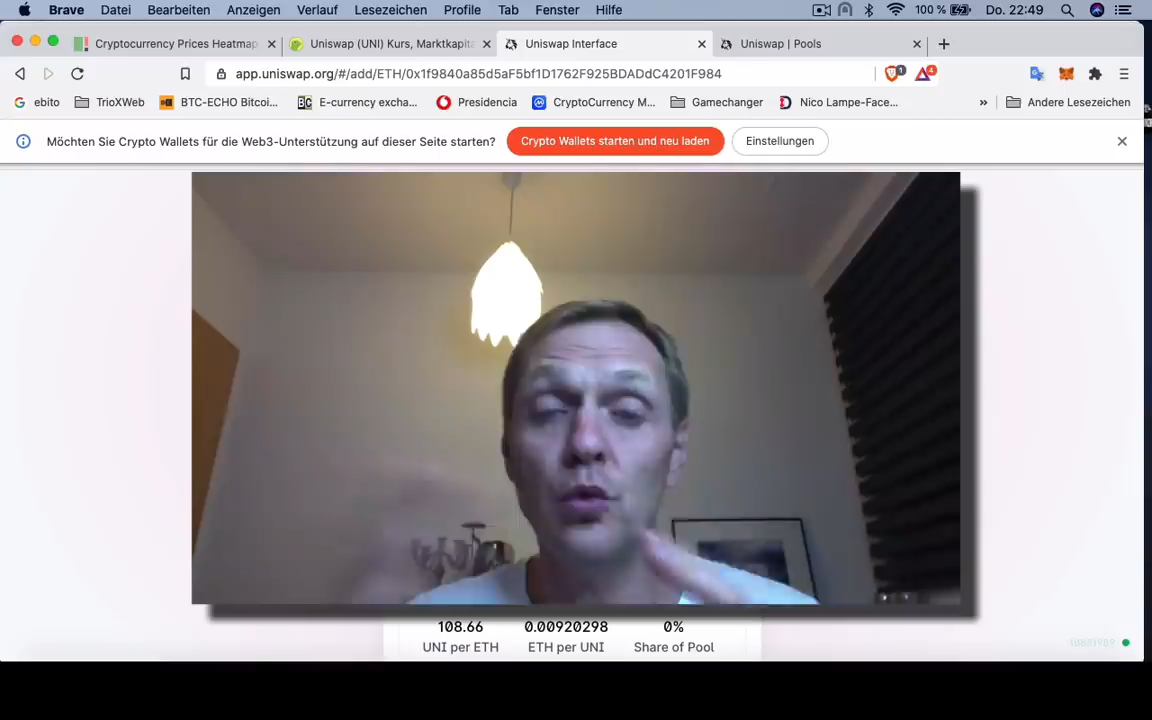 Brave Datei Bearbeiten Anzeigen Verlauf Lesezeichen Profile Tab Fenster Hilfe 100 % Do. 22:49
Cryptocurrency Prices Heatmap Uniswap (UNI) Kurs, Marktkapita Uniswap Interface Uniswap | Pools
app.uniswap.org/#/add/ETH/0x1f9840a85d5aF5bf1D1762F925BDADdC4201F984 1 4
ebito TrioXWeb BTC-ECHO Bitcoi... E-currency excha... Presidencia CryptoCurrency M... Gamechanger Nico Lampe-Face... » Andere Lesezeichen
Möchten Sie Crypto Wallets für die Web3-Unterstützung auf dieser Seite starten? Crypto Wallets starten und neu laden Einstellungen
108.66 0.00920298 0%
UNI per ETH ETH per UNI Share of Pool